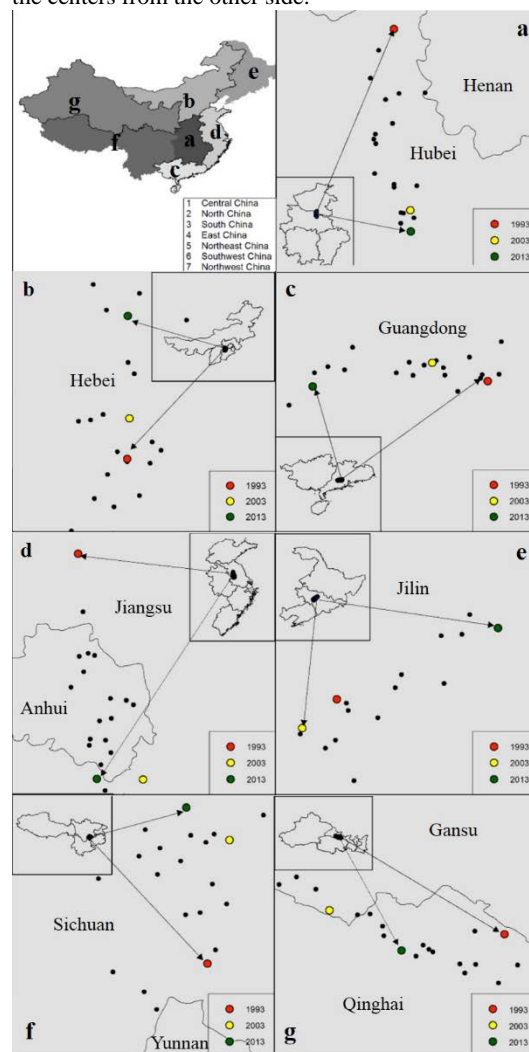 the centers from the other side.
a
e
g
b
Henan
d
f
a
c
Hubei
1 Central China
2 North China
3 South China
4 East China
5 Northeast China
6 Southwest China
7 Northwest China
1993
2003
2013
b
c
Guangdong
Hebei
1993
2003
2013
1993
2003
2013
d
e
Jiangsu
Jilin
Anhui
1993
2003
2013
1993
2003
2013
Gansu
Sichuan
Qinghai
1993
2003
2013
1993
2003
2013
f
Yunnan
g